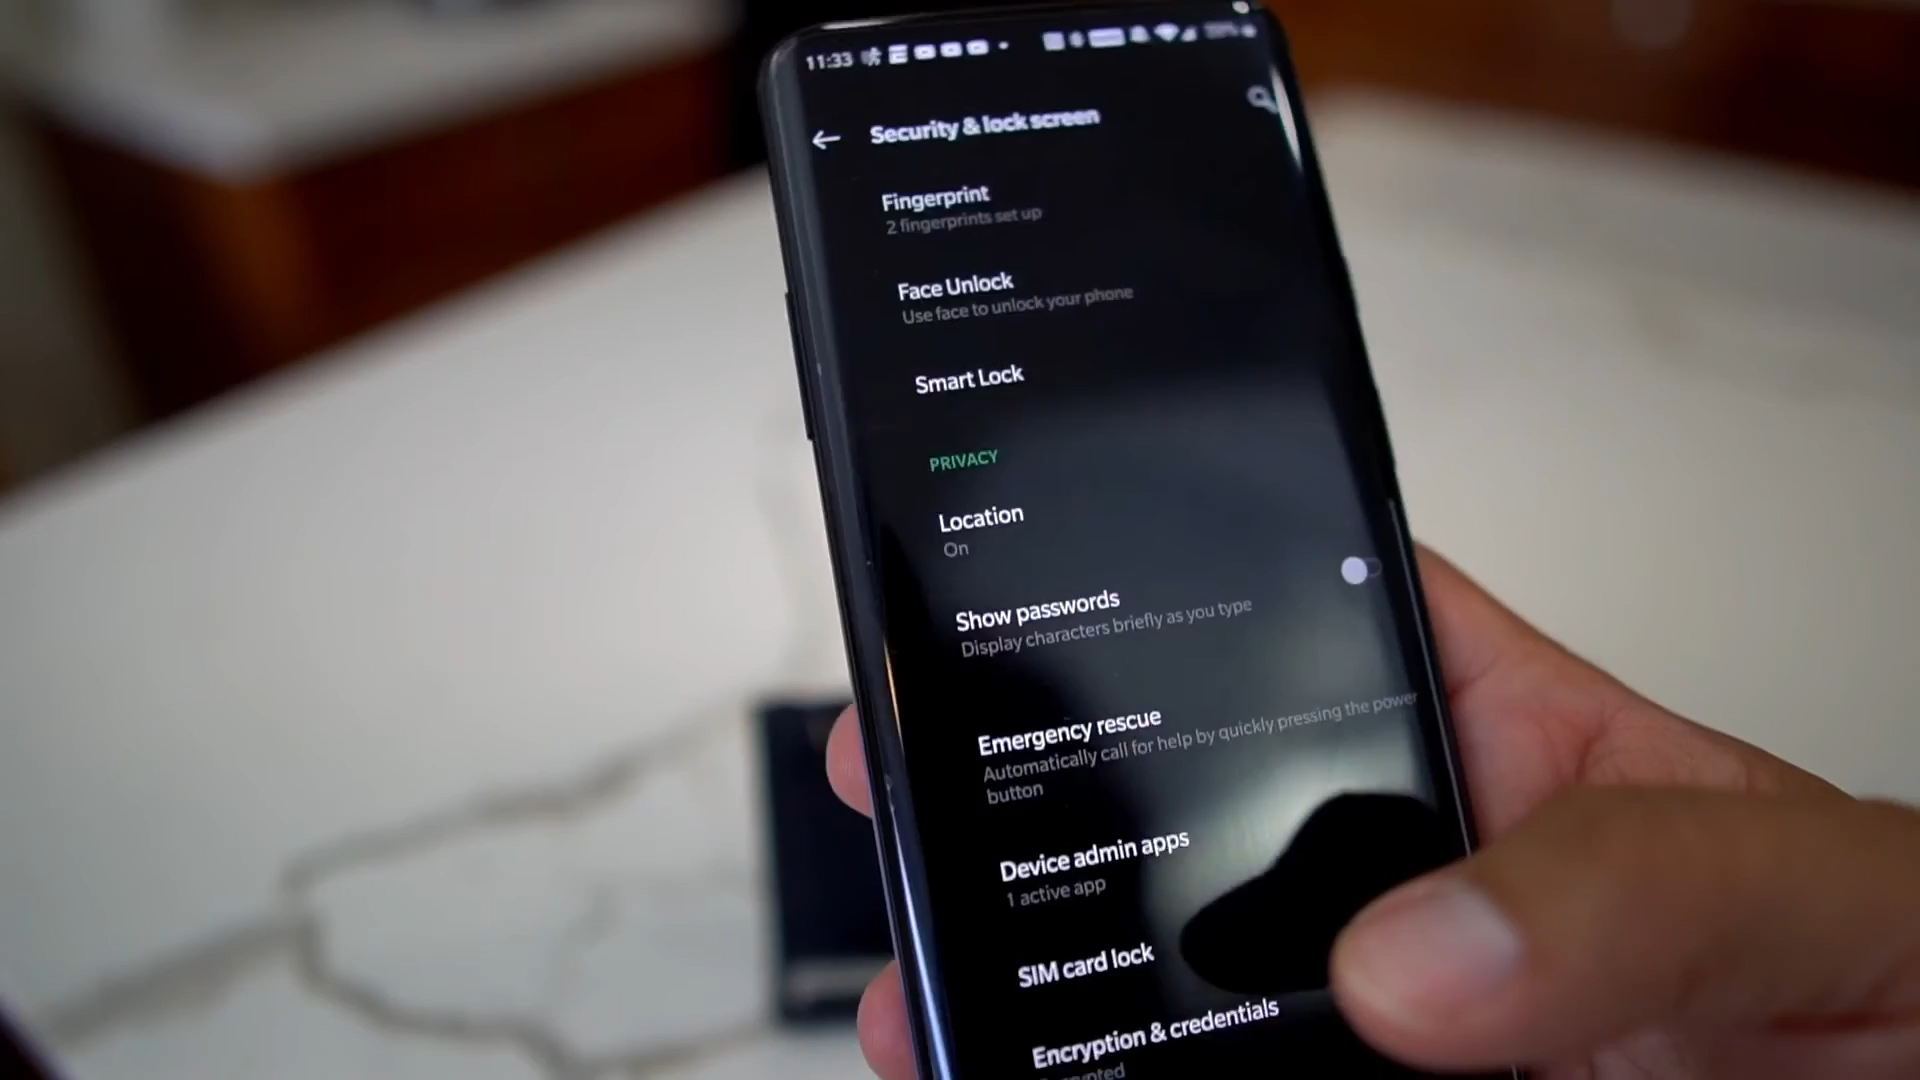 11:33
Security & lock screen
Fingerprint
2 fingerprints set up
Face Unlock
Use face to unlock your phone
Smart Lock
PRIVACY
Location
On
Show passwords
Display characters briefly as you type
Emergency rescue
Automatically call for help by quickly pressing the power
button
Device admin apps
1 active app
SIM card lock
Encryption & credentials